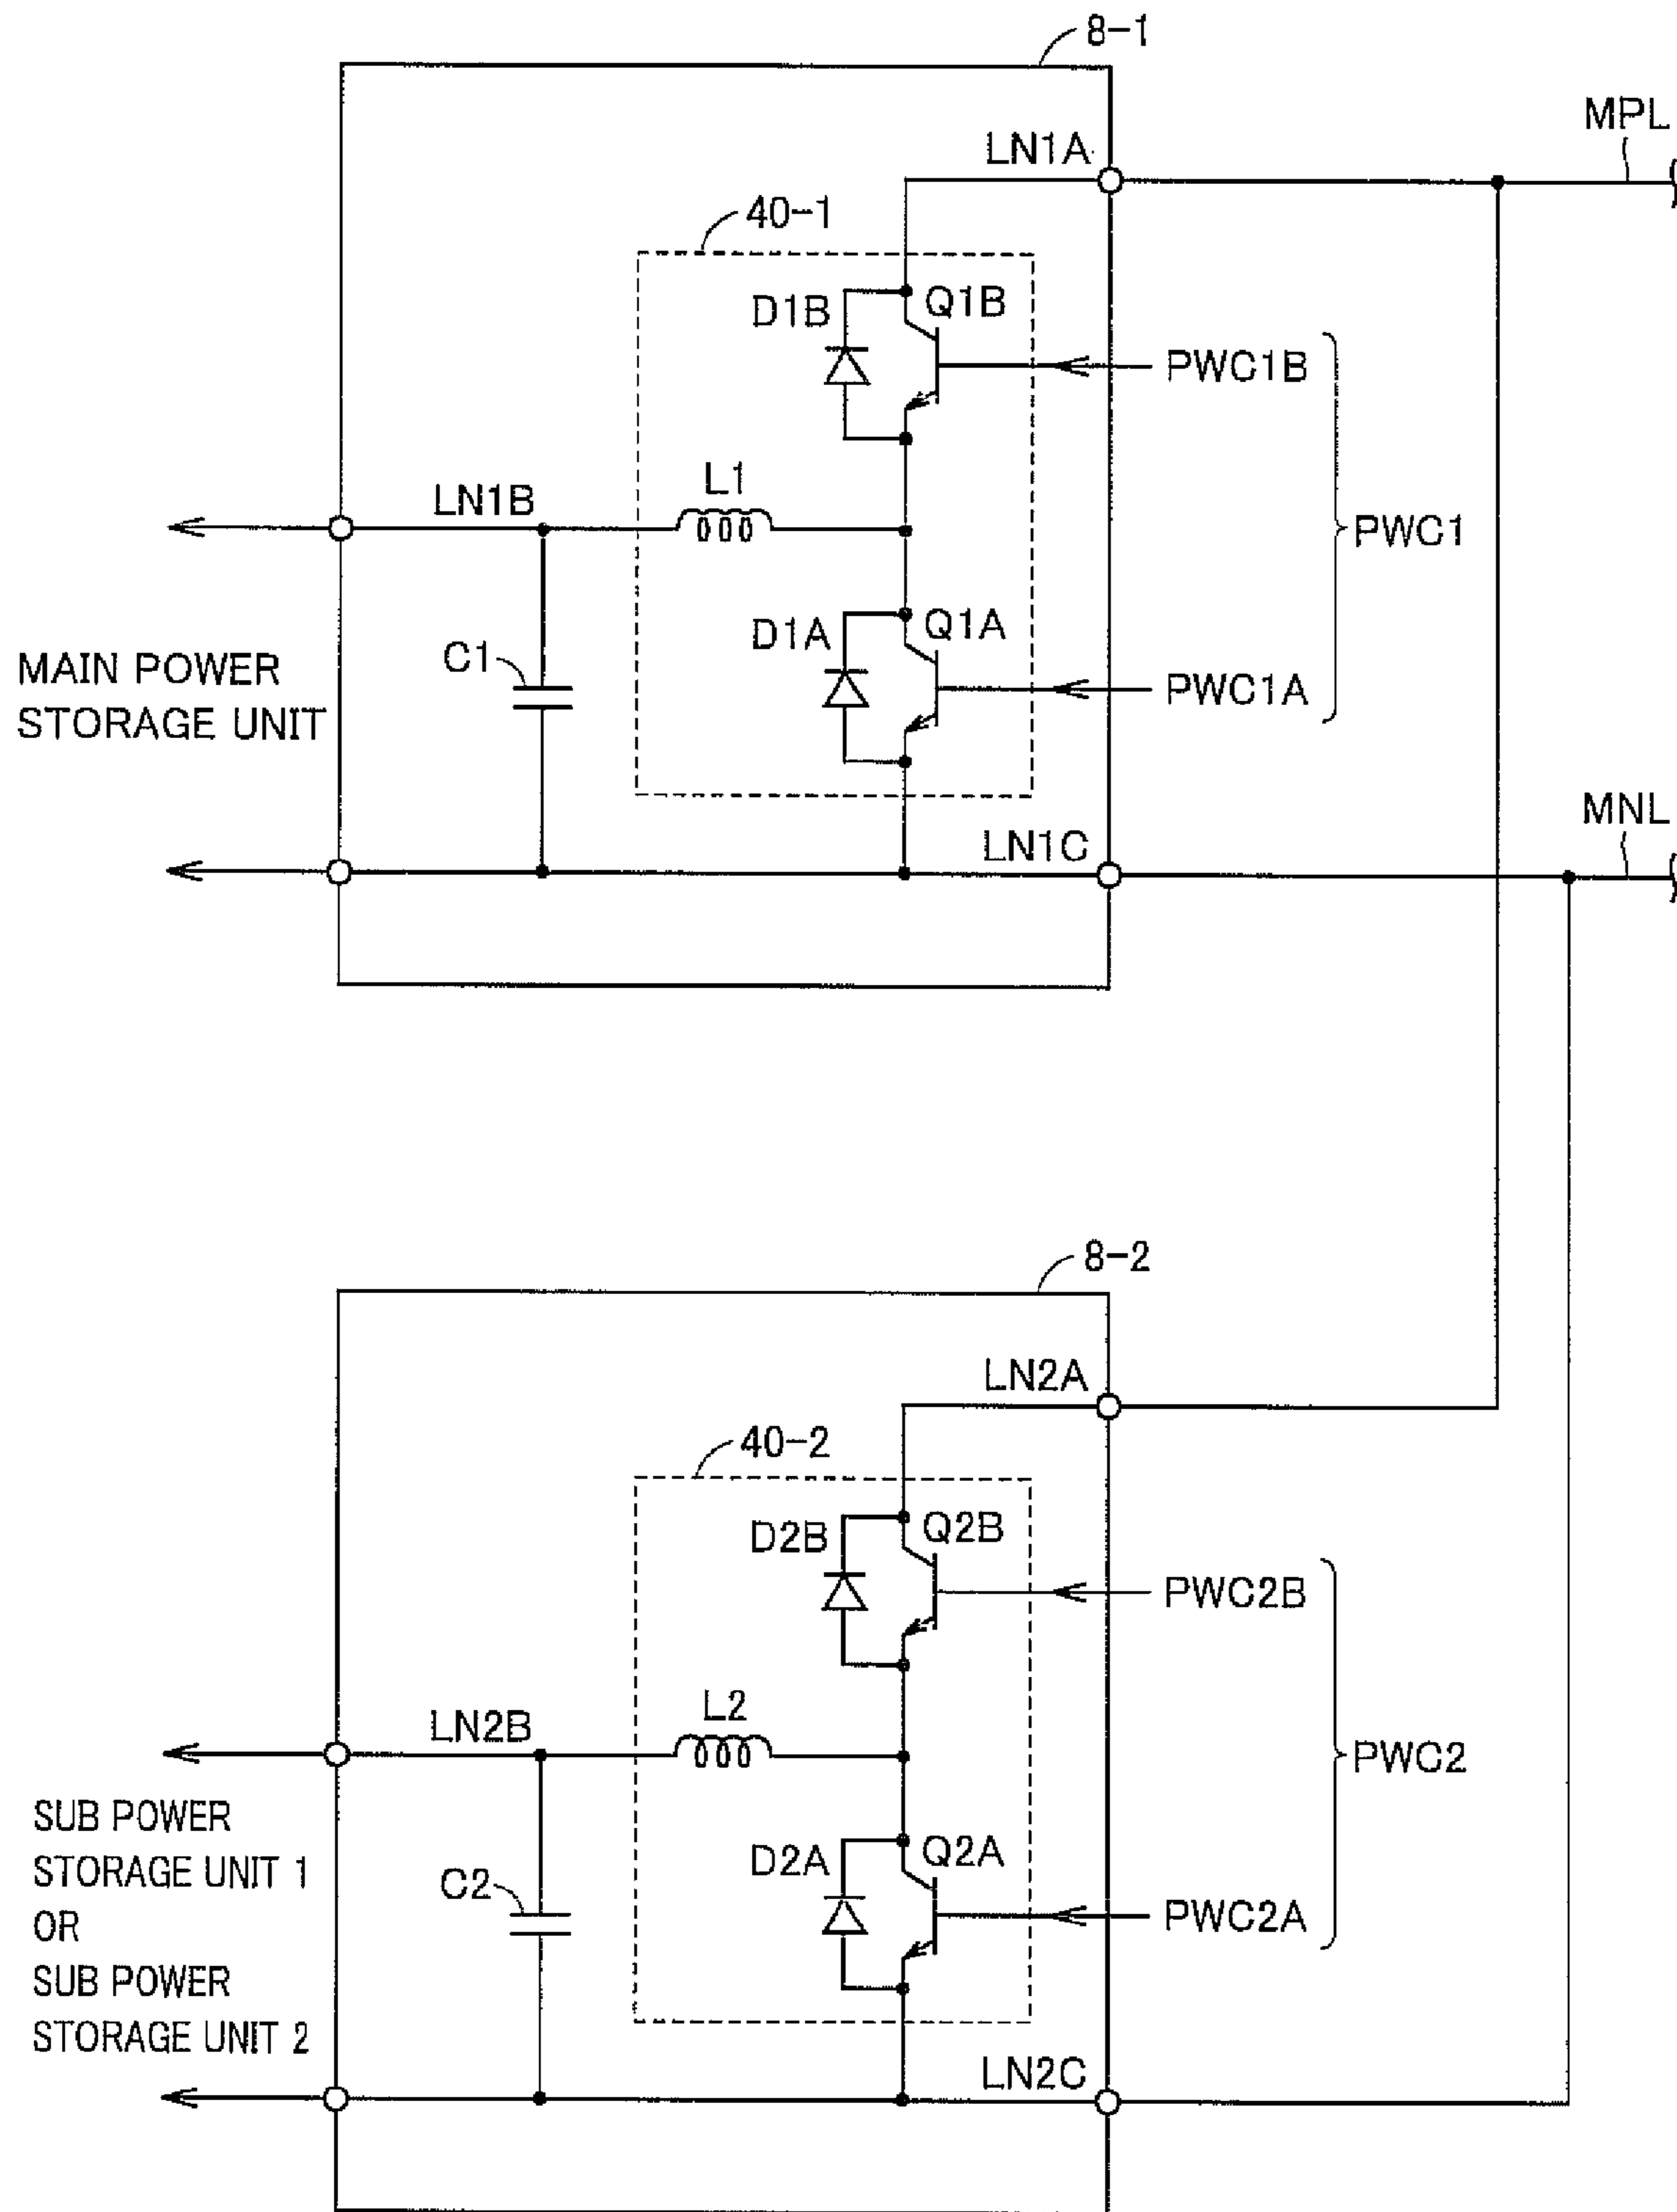 8-1
MPL
LN1A
40-1
D1B
Q1B
PWC1B
LN1B
L1
PWC1
D1A
Q1A
C1
PWC1A
MAIN POWER
STORAGE UNIT
MNL
LN1C
8-2
LN2A
40-2
D2B
Q2B
PWC2B
LN2B
L2
PWC2
SUB POWER
STORAGE UNIT 1
OR
SUB POWER
STORAGE UNIT 2
D2A
Q2A
C2
PWC2A
LN2C